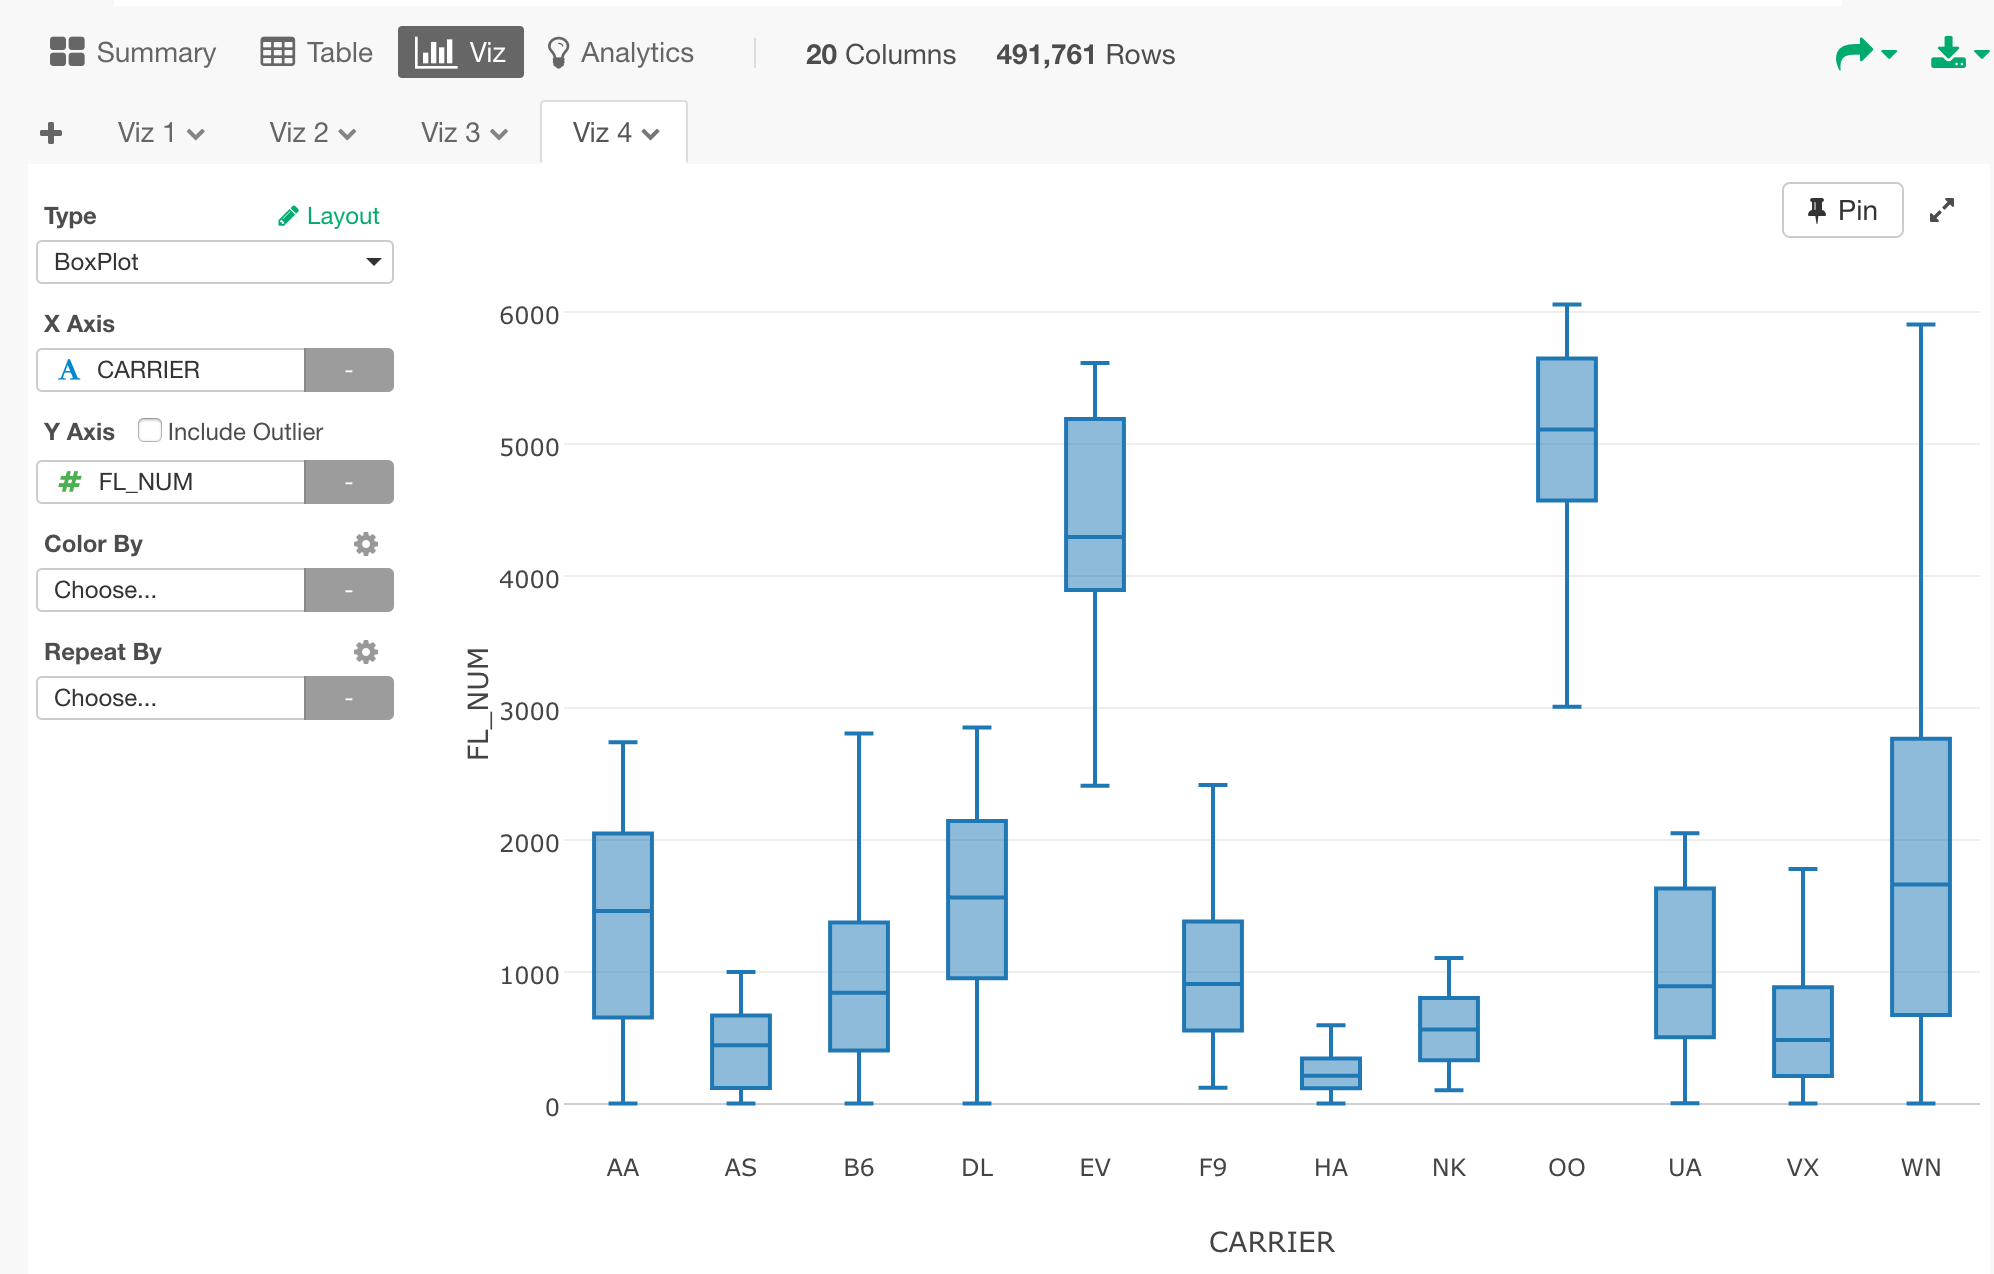 Summary Table Viz Analytics 20 Columns 491,761 Rows
Viz 1 Viz 2 Viz 3 Viz 4
Type Layout
BoxPlot
X Axis
A CARRIER -
Y Axis Include Outlier
# FL_NUM -
Color By
Choose... -
Repeat By
Choose... -
Pin
6000
5000
4000
3000
2000
1000
0
FL_NUM
AA AS B6 DL EV F9 HA NK OO UA VX WN
CARRIER